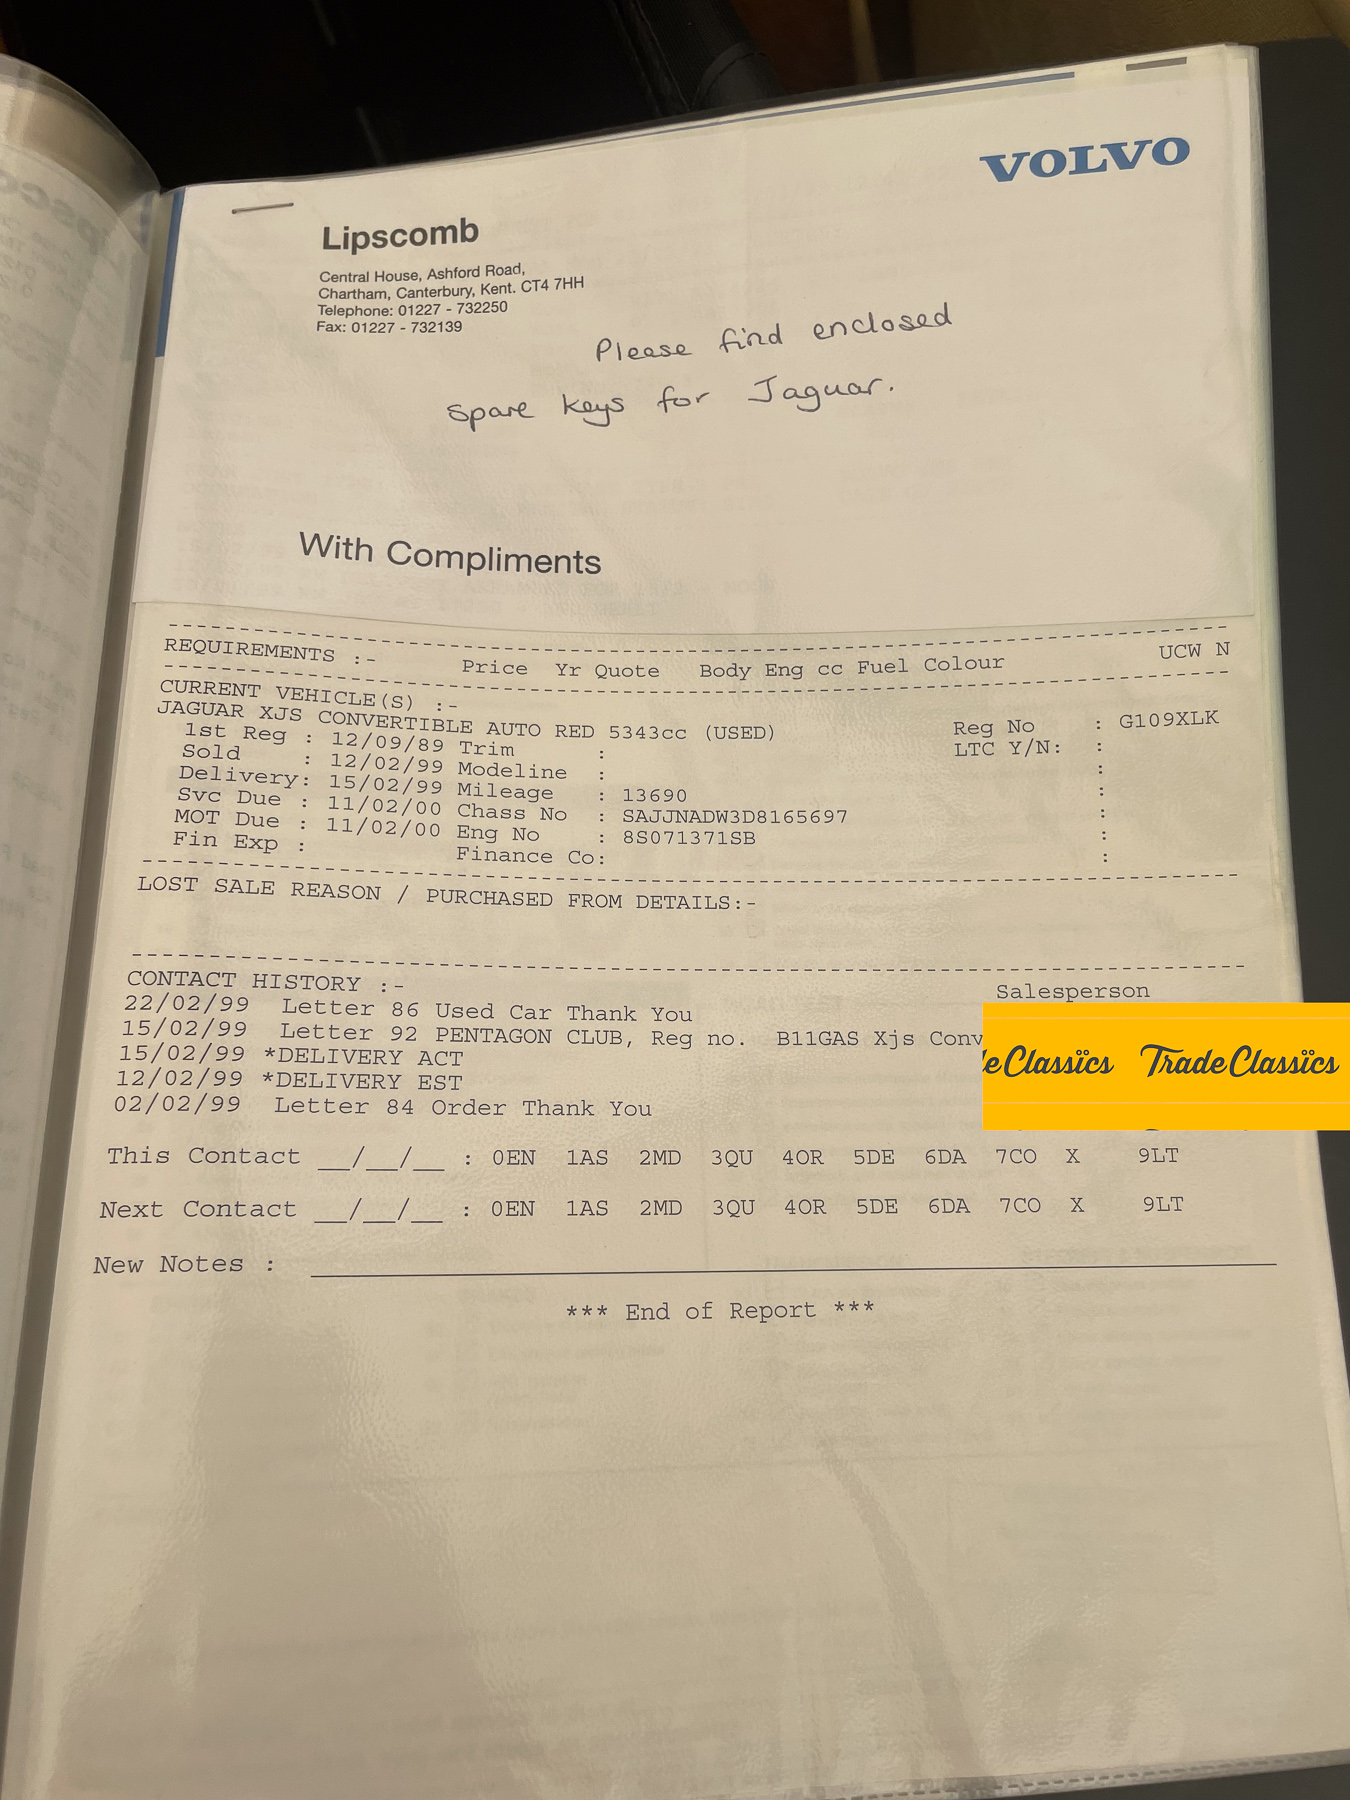 VOLVO
Lipscomb
Central House, Ashford Road,
Chartham, Canterbury, Kent. CT4 7HH
Telephone: 01227 - 732250
Fax: 01227 - 732139
Please find enclosed
spare keys for Jaguar.
With Compliments
REQUIREMENTS :- Price Yr Quote Body Eng cc Fuel Colour UCW N
CURRENT VEHICLE(S) :-
JAGUAR XJS CONVERTIBLE AUTO RED 5343cc (USED) Reg No : G109XLK
1st Reg : 12/09/89 Trim : LTC Y/N: :
Sold : 12/02/99 Modeline : :
Delivery: 15/02/99 Mileage : 13690 :
Svc Due : 11/02/00 Chass No : SAJJNADW3D8165697 :
MOT Due : 11/02/00 Eng No : 8S071371SB :
Fin Exp : Finance Co: :
LOST SALE REASON / PURCHASED FROM DETAILS:-
CONTACT HISTORY :- Salesperson
22/02/99 Letter 86 Used Car Thank You
15/02/99 Letter 92 PENTAGON CLUB, Reg no. B11GAS Xjs Conv
15/02/99 *DELIVERY ACT
12/02/99 *DELIVERY EST
02/02/99 Letter 84 Order Thank You
eClassics TradeClassics
This Contact __/__/__ : 0EN 1AS 2MD 3QU 4OR 5DE 6DA 7CO X 9LT
Next Contact __/__/__ : 0EN 1AS 2MD 3QU 4OR 5DE 6DA 7CO X 9LT
New Notes :
*** End of Report ***